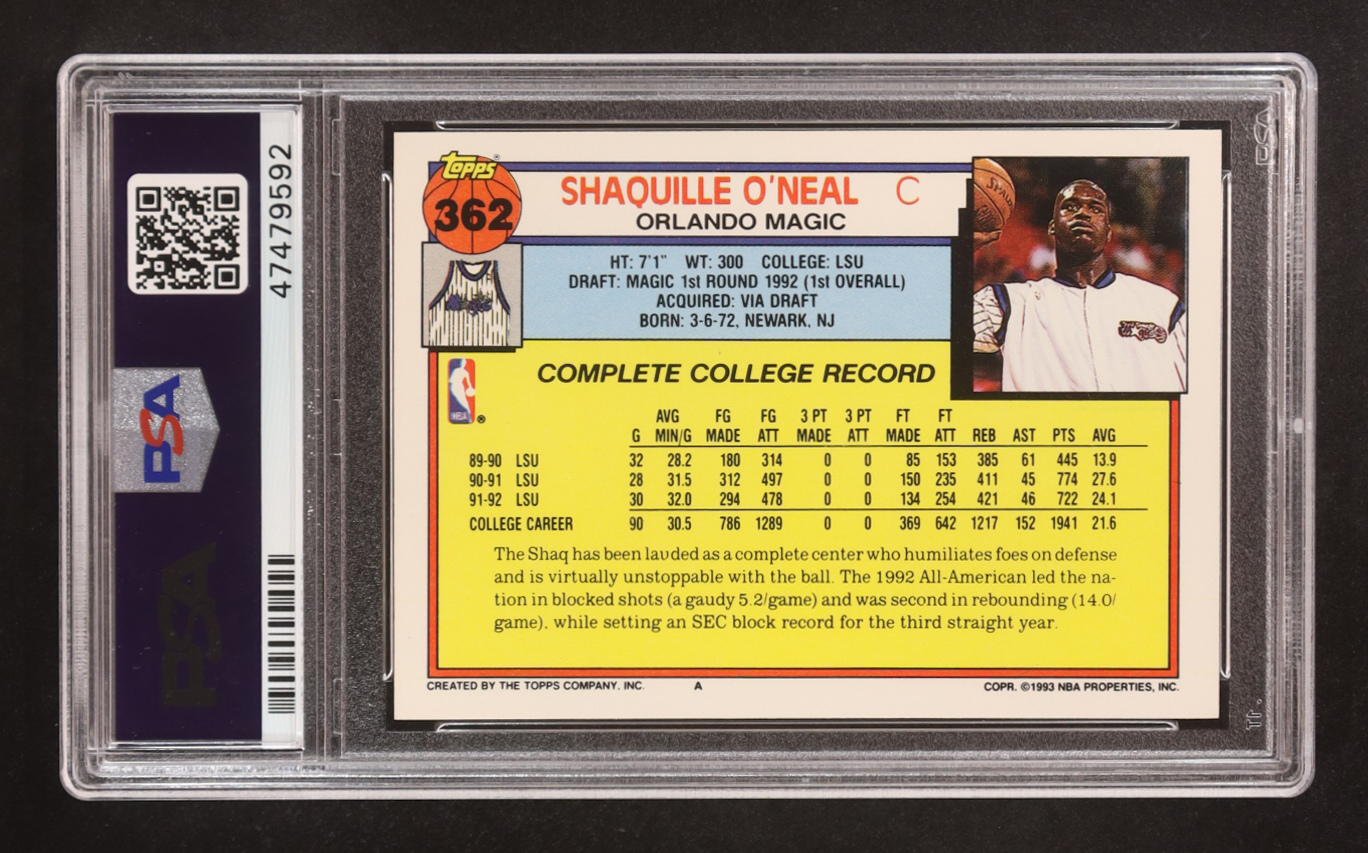 PSA
47479592
PSA
topps
362
SHAQUILLE O'NEAL C
ORLANDO MAGIC
HT: 7'1" WT: 300 COLLEGE: LSU
DRAFT: MAGIC 1st ROUND 1992 (1st OVERALL)
ACQUIRED: VIA DRAFT
BORN: 3-6-72, NEWARK, NJ
SPALDING
NBA ®
COMPLETE COLLEGE RECORD
AVG FG FG 3 PT 3 PT FT FT
G MIN/G MADE ATT MADE ATT MADE ATT REB AST PTS AVG
89-90 LSU 32 28.2 180 314 0 0 85 153 385 61 445 13.9
90-91 LSU 28 31.5 312 497 0 0 150 235 411 45 774 27.6
91-92 LSU 30 32.0 294 478 0 0 134 254 421 46 722 24.1
COLLEGE CAREER 90 30.5 786 1289 0 0 369 642 1217 152 1941 21.6
The Shaq has been lauded as a complete center who humiliates foes on defense
and is virtually unstoppable with the ball. The 1992 All-American led the na-
tion in blocked shots (a gaudy 5.2/game) and was second in rebounding (14.0/
game), while setting an SEC block record for the third straight year.
CREATED BY THE TOPPS COMPANY, INC. A COPR. ©1993 NBA PROPERTIES, INC.
PSA